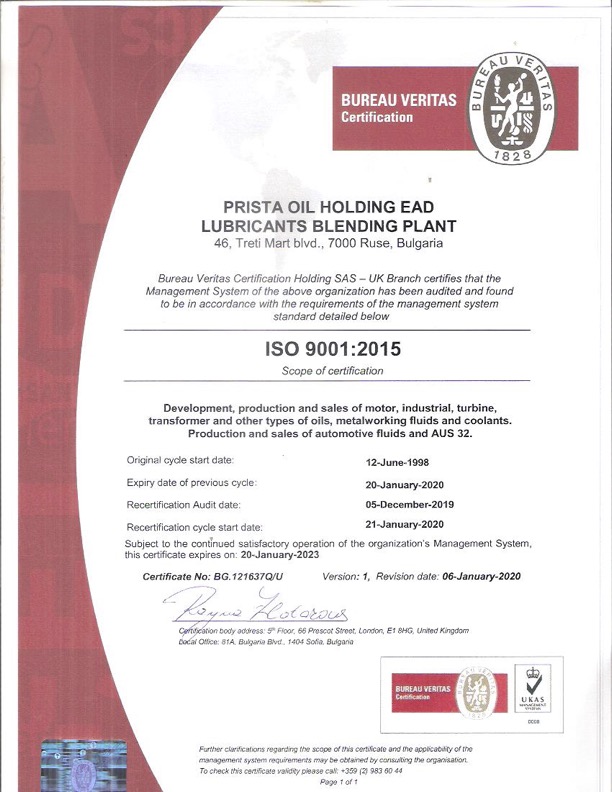 BUREAU VERITAS
Certification
BUREAU VERITAS
1828
PRISTA OIL HOLDING EAD
LUBRICANTS BLENDING PLANT
46, Treti Mart blvd., 7000 Ruse, Bulgaria
Bureau Veritas Certification Holding SAS – UK Branch certifies that the
Management System of the above organization has been audited and found
to be in accordance with the requirements of the management system
standard detailed below
ISO 9001:2015
Scope of certification
Development, production and sales of motor, industrial, turbine,
transformer and other types of oils, metalworking fluids and coolants.
Production and sales of automotive fluids and AUS 32.
Original cycle start date: 12-June-1998
Expiry date of previous cycle: 20-January-2020
Recertification Audit date: 05-December-2019
Recertification cycle start date: 21-January-2020
Subject to the continued satisfactory operation of the organization's Management System,
this certificate expires on: 20-January-2023
Certificate No: BG.121637Q/U Version: 1, Revision date: 06-January-2020
Certification body address: 5th Floor, 66 Prescot Street, London, E1 8HG, United Kingdom
Local Office: 81A, Bulgaria Blvd., 1404 Sofia, Bulgaria
BUREAU VERITAS
Certification
1828
UKAS
MANAGEMENT
SYSTEMS
0008
Further clarifications regarding the scope of this certificate and the applicability of the
management system requirements may be obtained by consulting the organisation.
To check this certificate validity please call: +359 (2) 983 60 44
Page 1 of 1